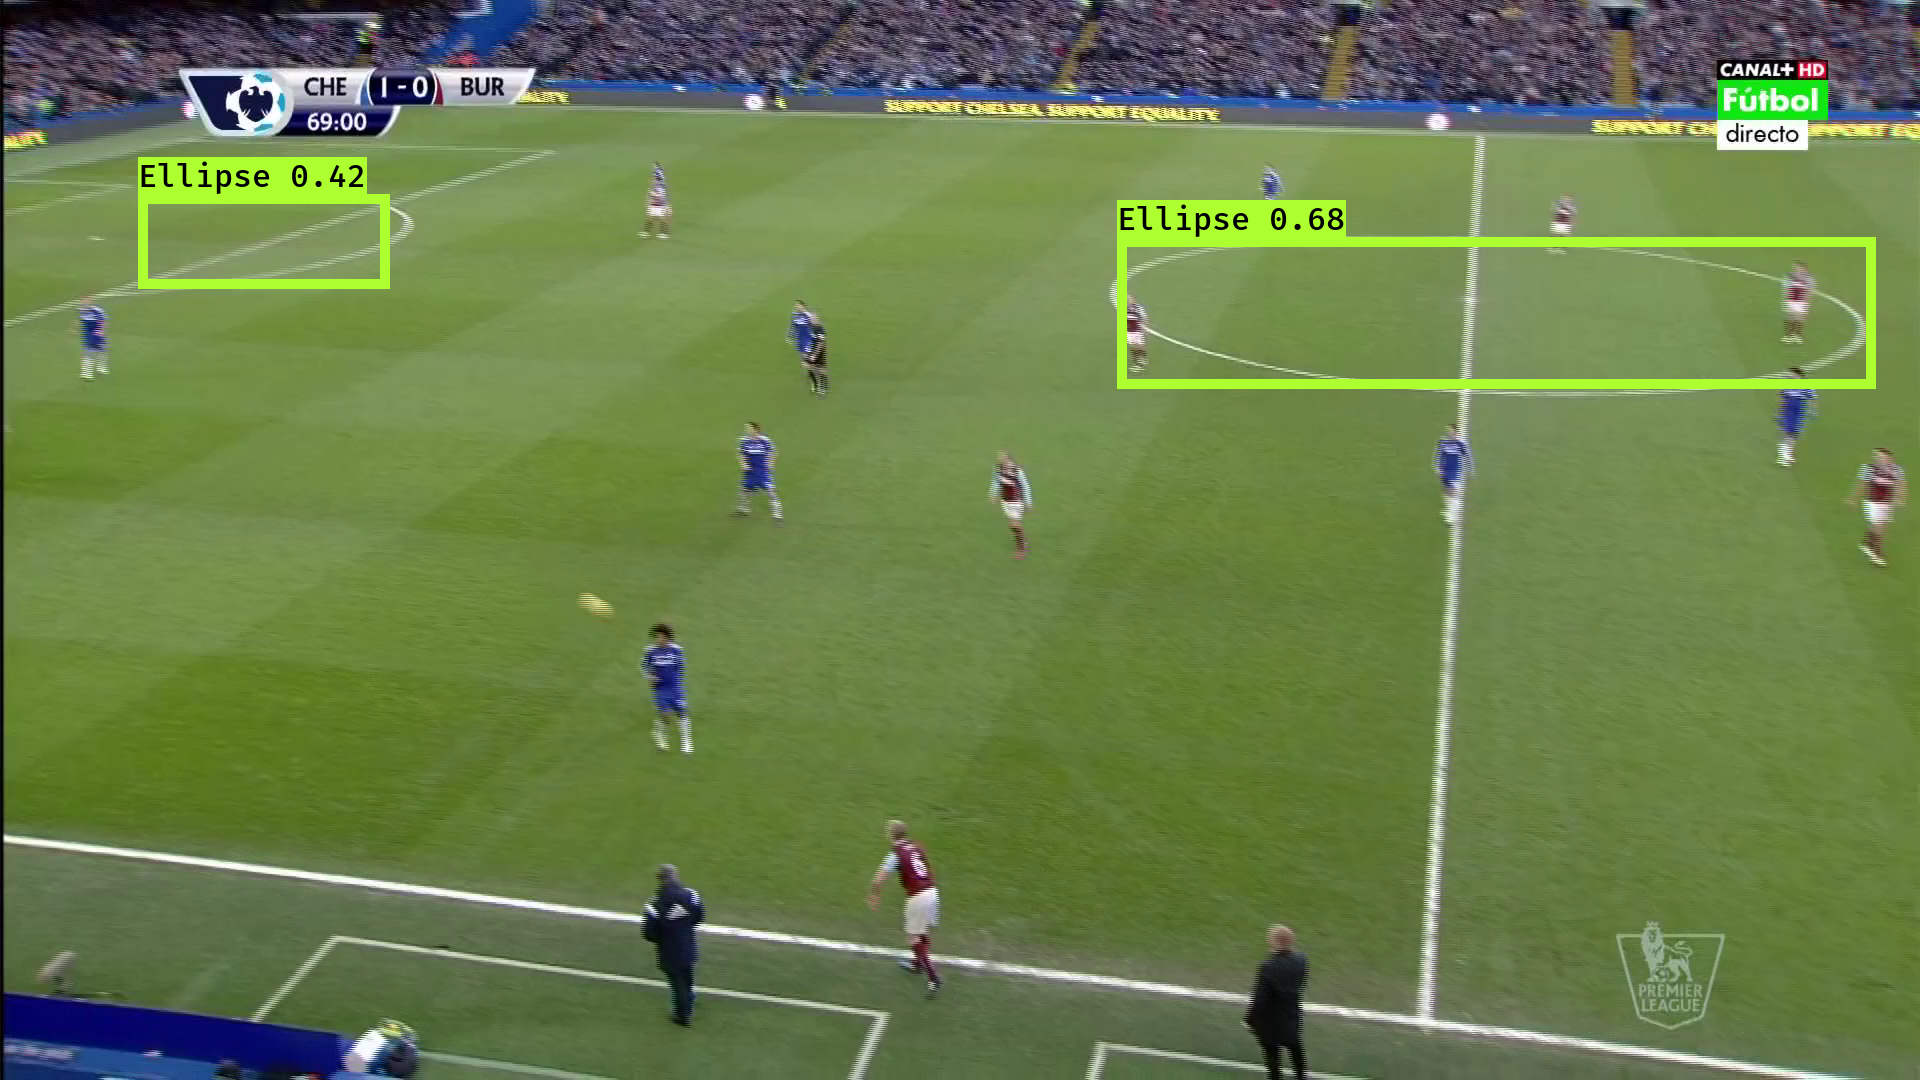 CANAL+ HD
CHE 1-0 BUR
Fútbol
SUPPORT CHELSEA. SUPPORT EQUALITY
69:00
directo
Ellipse 0.42
Ellipse 0.68
PREMIER
LEAGUE